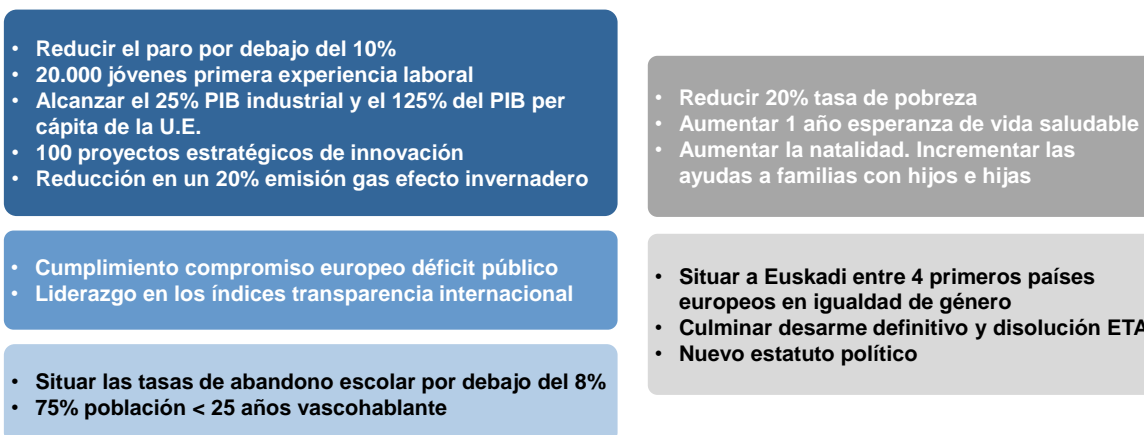 • Reducir el paro por debajo del 10%
• 20.000 jóvenes primera experiencia laboral
• Alcanzar el 25% PIB industrial y el 125% del PIB per
cápita de la U.E.
• 100 proyectos estratégicos de innovación
• Reducción en un 20% emisión gas efecto invernadero
• Cumplimiento compromiso europeo déficit público
• Liderazgo en los índices transparencia internacional
• Situar las tasas de abandono escolar por debajo del 8%
• 75% población < 25 años vascohablante
• Reducir 20% tasa de pobreza
• Aumentar 1 año esperanza de vida saludable
• Aumentar la natalidad. Incrementar las
ayudas a familias con hijos e hijas
• Situar a Euskadi entre 4 primeros países
europeos en igualdad de género
• Culminar desarme definitivo y disolución ETA
• Nuevo estatuto político